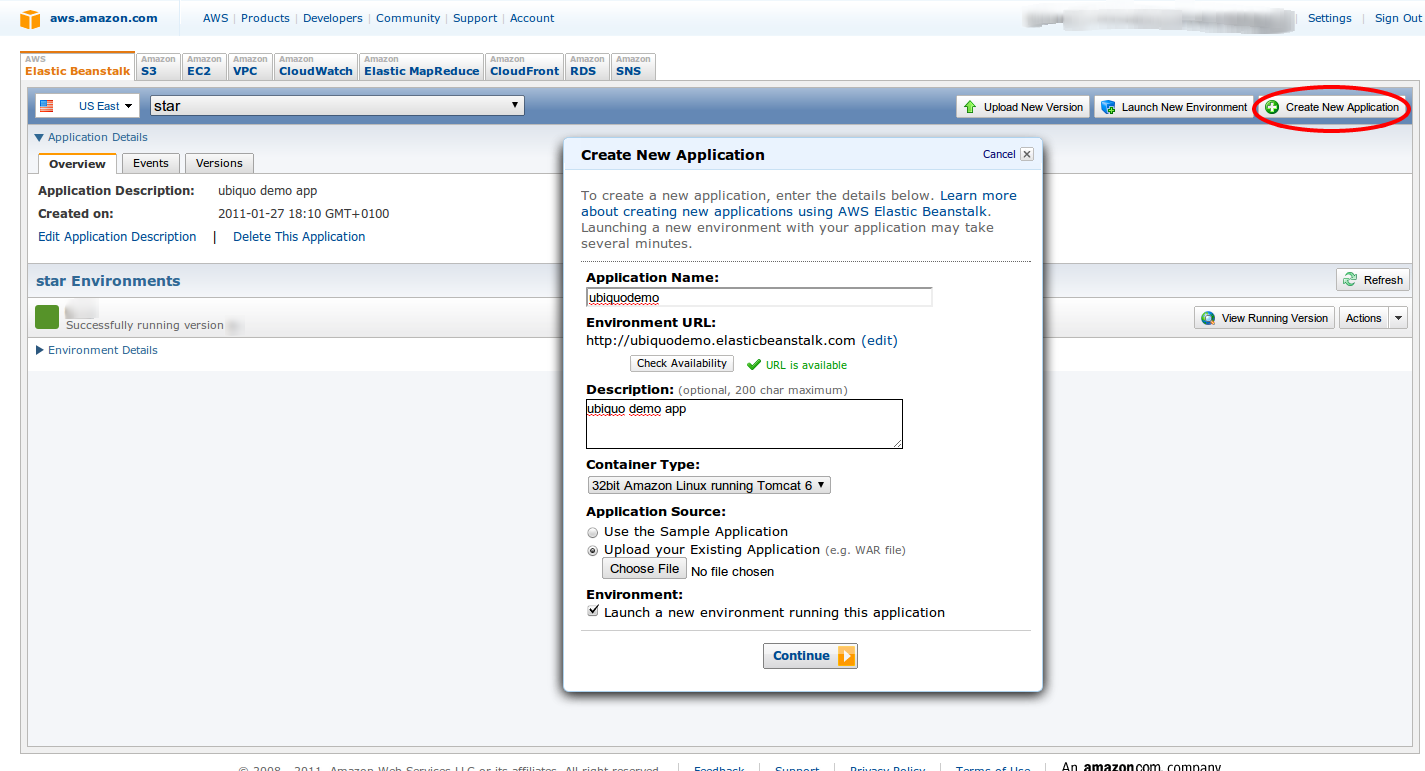 aws.amazon.com AWS | Products | Developers | Community | Support | Account | Settings | Sign Out
AWS Elastic Beanstalk
Amazon S3
Amazon EC2
Amazon VPC
Amazon CloudWatch
Amazon Elastic MapReduce
Amazon CloudFront
Amazon RDS
Amazon SNS
US East star Upload New Version Launch New Environment Create New Application
Application Details
Overview Events Versions
Application Description: ubiquo demo app
Created on: 2011-01-27 18:10 GMT+0100
Edit Application Description | Delete This Application
star Environments Refresh
Successfully running version View Running Version Actions
Environment Details
Create New Application Cancel
To create a new application, enter the details below. Learn more
about creating new applications using AWS Elastic Beanstalk.
Launching a new environment with your application may take
several minutes.
Application Name:
ubiquodemo
Environment URL:
http://ubiquodemo.elasticbeanstalk.com (edit)
Check Availability URL is available
Description: (optional, 200 char maximum)
ubiquo demo app
Container Type:
32bit Amazon Linux running Tomcat 6
Application Source:
Use the Sample Application
Upload your Existing Application (e.g. WAR file)
Choose File No file chosen
Environment:
Launch a new environment running this application
Continue
© 2008 - 2011, Amazon Web Services LLC or its affiliates. All right reserved. | Feedback | Support | Privacy Policy | Terms of Use | An amazon.com. company